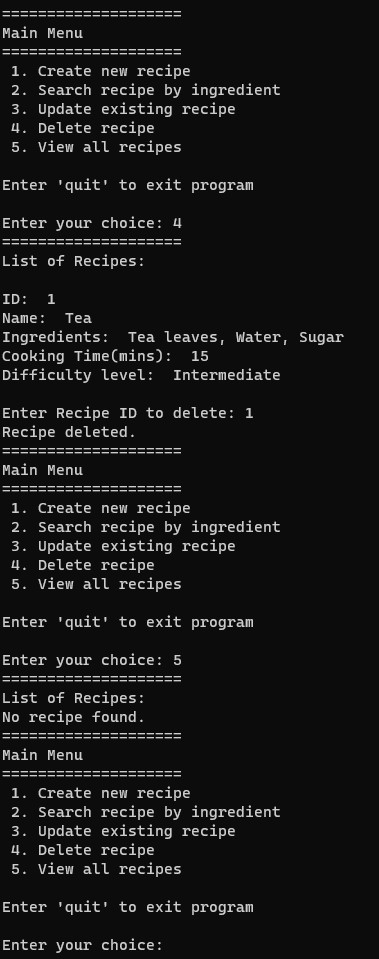 ====================
Main Menu
====================
 1. Create new recipe
 2. Search recipe by ingredient
 3. Update existing recipe
 4. Delete recipe
 5. View all recipes

Enter 'quit' to exit program

Enter your choice: 4
====================
List of Recipes:

ID:  1
Name:  Tea
Ingredients:  Tea leaves, Water, Sugar
Cooking Time(mins):  15
Difficulty level:  Intermediate

Enter Recipe ID to delete: 1
Recipe deleted.
====================
Main Menu
====================
 1. Create new recipe
 2. Search recipe by ingredient
 3. Update existing recipe
 4. Delete recipe
 5. View all recipes

Enter 'quit' to exit program

Enter your choice: 5
====================
List of Recipes:
No recipe found.
====================
Main Menu
====================
 1. Create new recipe
 2. Search recipe by ingredient
 3. Update existing recipe
 4. Delete recipe
 5. View all recipes

Enter 'quit' to exit program

Enter your choice: